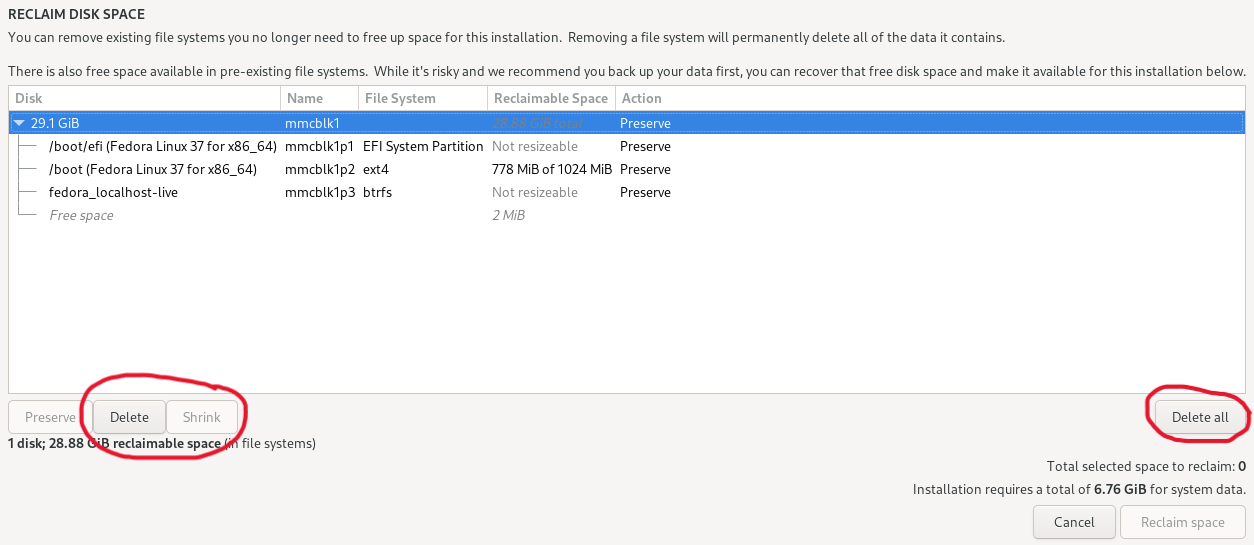 RECLAIM DISK SPACE
You can remove existing file systems you no longer need to free up space for this installation. Removing a file system will permanently delete all of the data it contains.
There is also free space available in pre-existing file systems. While it's risky and we recommend you back up your data first, you can recover that free disk space and make it available for this installation below.
Disk Name File System Reclaimable Space Action
29.1 GiB mmcblk1 28.88 GiB total Preserve
/boot/efi (Fedora Linux 37 for x86_64) mmcblk1p1 EFI System Partition Not resizeable Preserve
/boot (Fedora Linux 37 for x86_64) mmcblk1p2 ext4 778 MiB of 1024 MiB Preserve
fedora_localhost-live mmcblk1p3 btrfs Not resizeable Preserve
Free space 2 MiB
Preserve Delete Shrink Delete all
1 disk; 28.88 GiB reclaimable space (in file systems)
Total selected space to reclaim: 0
Installation requires a total of 6.76 GiB for system data.
Cancel Reclaim space